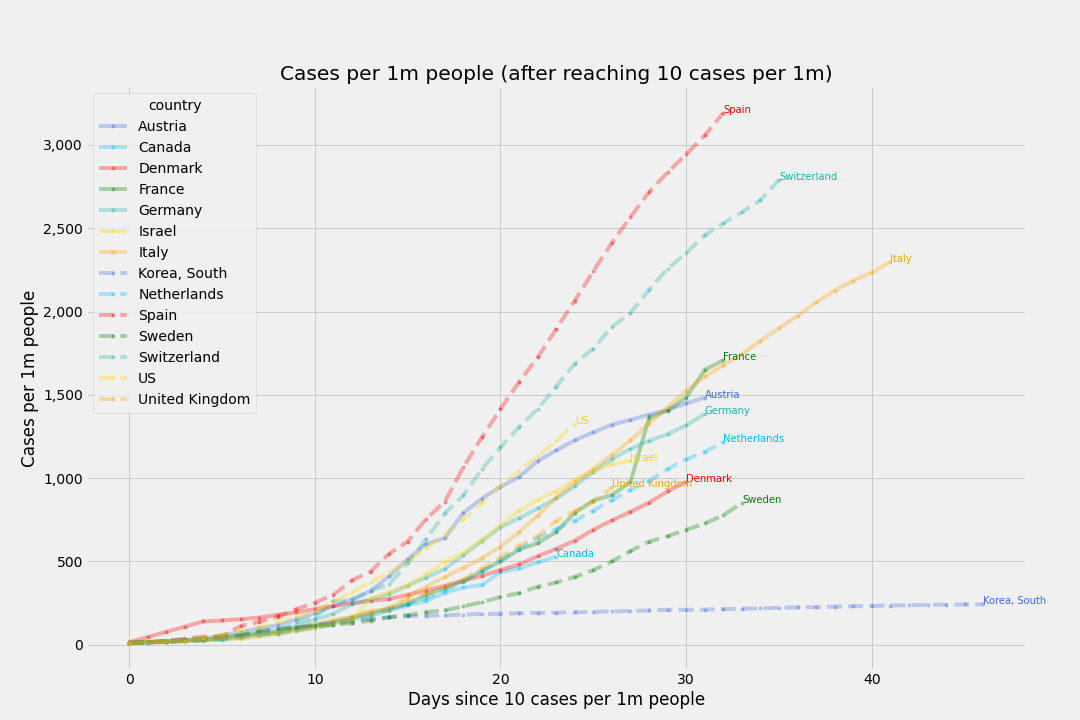 Cases per 1m people (after reaching 10 cases per 1m)
country
Austria
Canada
Denmark
France
Germany
Israel
Italy
Korea, South
Netherlands
Spain
Sweden
Switzerland
US
United Kingdom
Cases per 1m people
3,000
2,500
2,000
1,500
1,000
500
0
Spain
Switzerland
Italy
France
Austria
Germany
US
Netherlands
Israel
Denmark
United Kingdom
Sweden
Canada
Korea, South
0
10
20
30
40
Days since 10 cases per 1m people